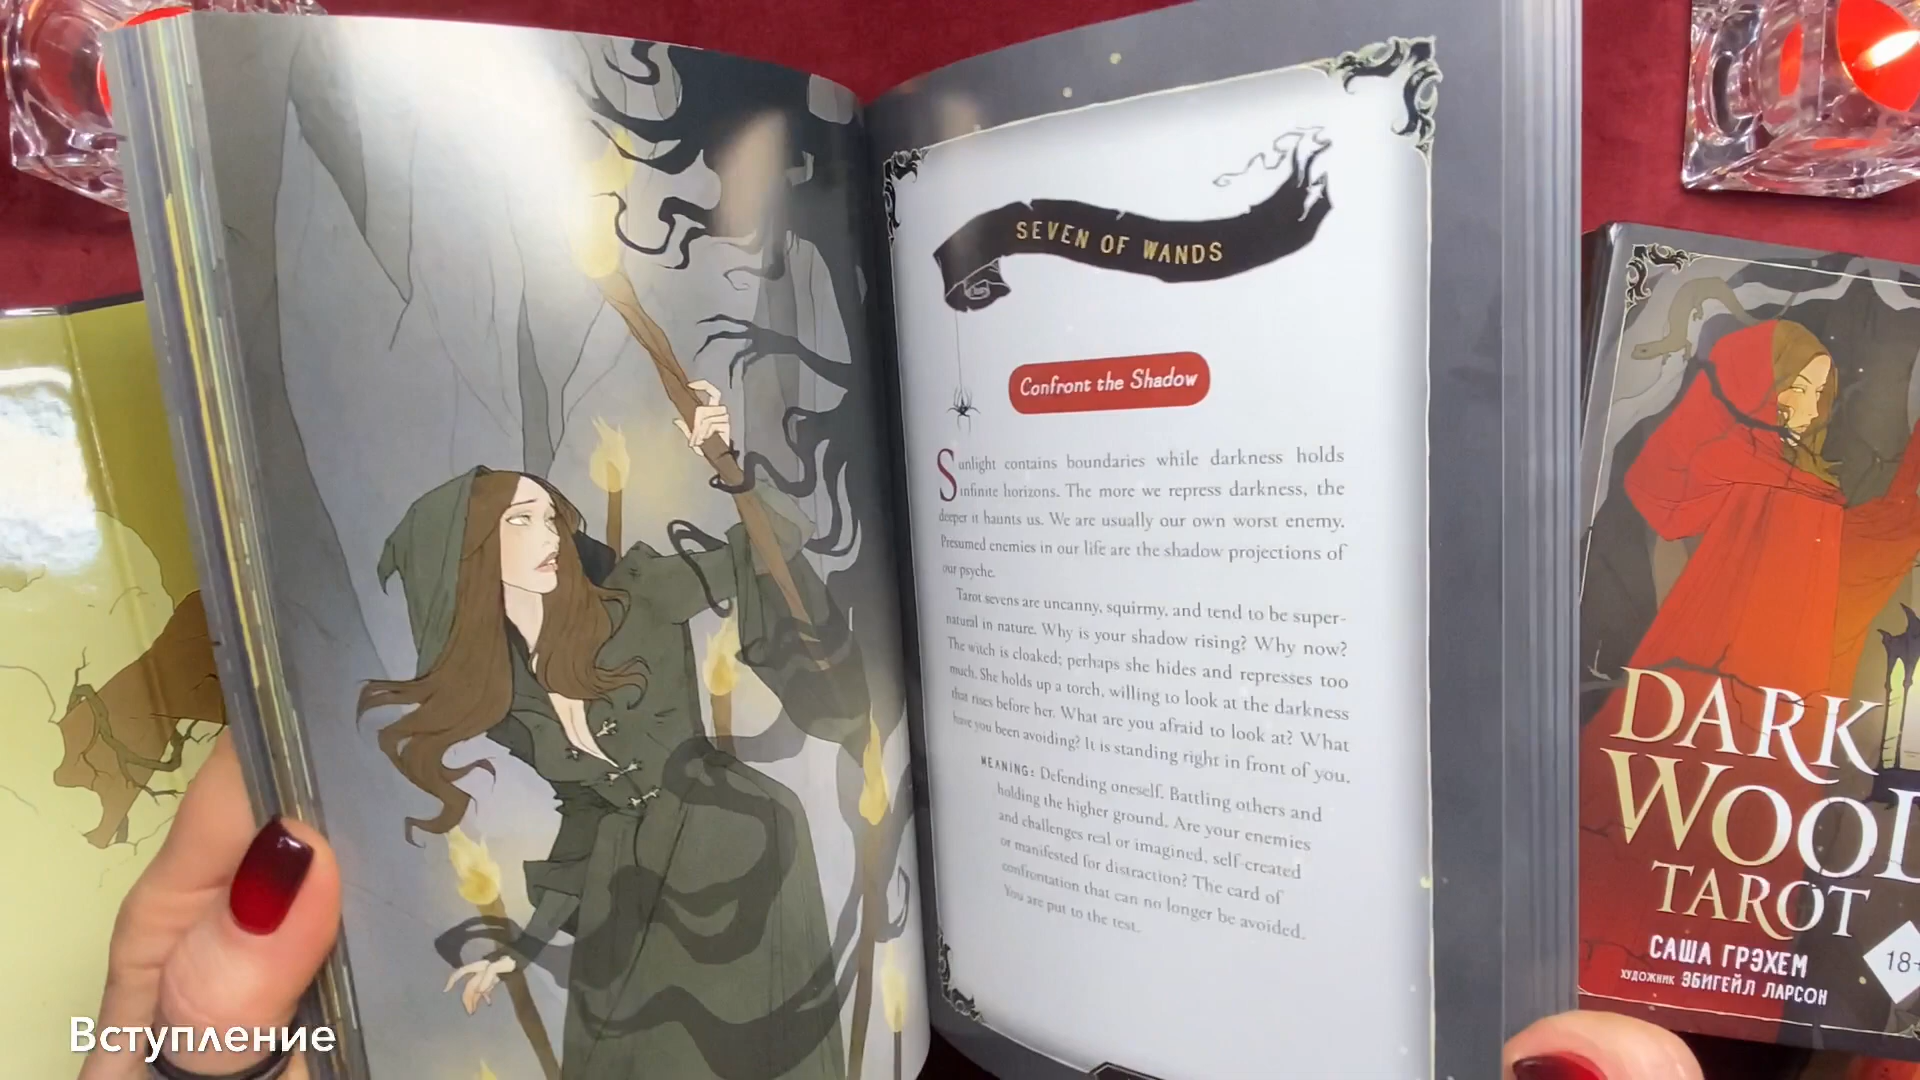 SEVEN OF WANDS
Confront the Shadow
Sunlight contains boundaries while darkness holds
infinite horizons. The more we repress darkness, the
deeper it haunts us. We are usually our own worst enemy.
Presumed enemies in our life are the shadow projections of
our psyche.
Tarot sevens are uncanny, squirmy, and tend to be super-
natural in nature. Why is your shadow rising? Why now?
The witch is cloaked; perhaps she hides and represses too
much. She holds up a torch, willing to look at the darkness
that rises before her. What are you afraid to look at? What
have you been avoiding? It is standing right in front of you.
MEANING: Defending oneself. Battling others and
holding the higher ground. Are your enemies
and challenges real or imagined, self-created
or manifested for distraction? The card of
confrontation that can no longer be avoided.
You are put to the test.
DARK
WOOD
TAROT
САША ГРЭХЕМ
ХУДОЖНИК ЭБИГЕЙЛ ЛАРСОН
18+
Вступление